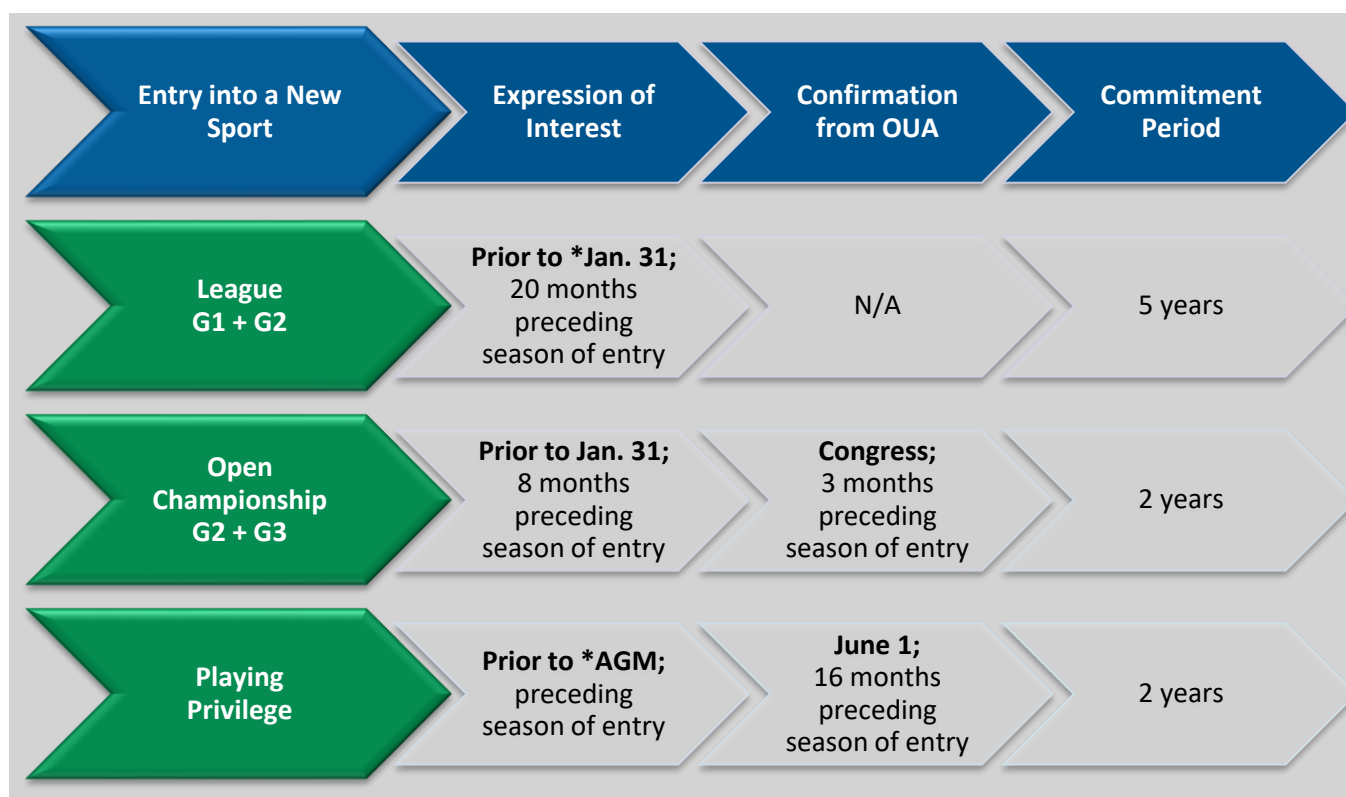 Entry into a New
Sport
Expression of
Interest
Confirmation
from OUA
Commitment
Period
League
G1 + G2
Prior to *Jan. 31;
20 months
preceding
season of entry
N/A
5 years
Open
Championship
G2 + G3
Prior to Jan. 31;
8 months
preceding
season of entry
Congress;
3 months
preceding
season of entry
2 years
Playing
Privilege
Prior to *AGM;
preceding
season of entry
June 1;
16 months
preceding
season of entry
2 years